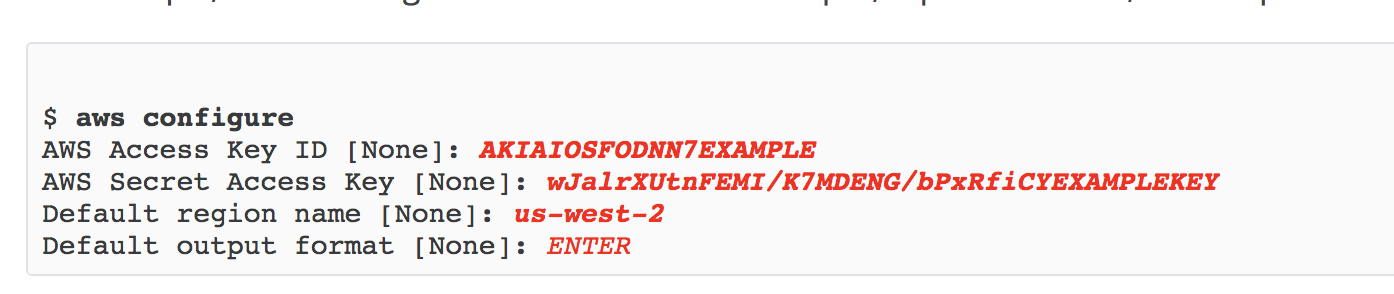 $ aws configure
AWS Access Key ID [None]: AKIAIOSFODNN7EXAMPLE
AWS Secret Access Key [None]: wJalrXUtnFEMI/K7MDENG/bPxRfiCYEXAMPLEKEY
Default region name [None]: us-west-2
Default output format [None]: ENTER